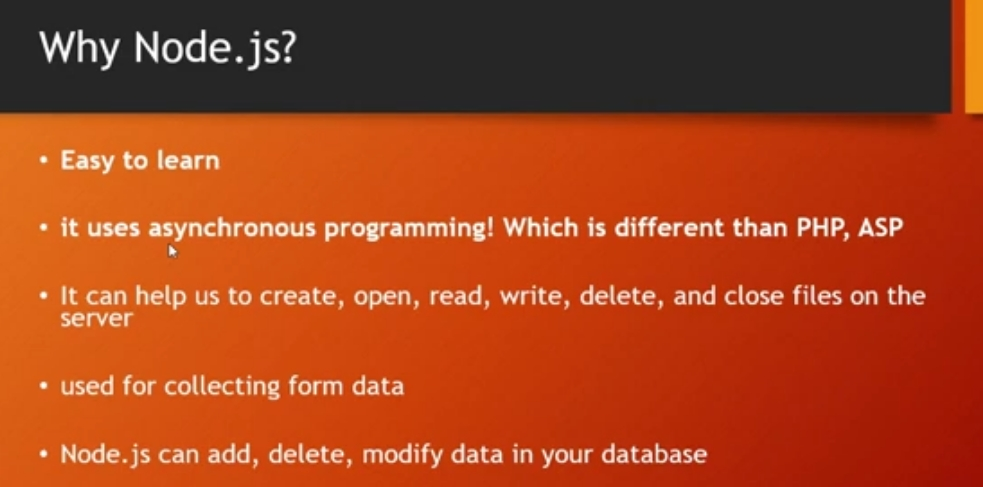 Why Node.js?
• Easy to learn
• it uses asynchronous programming! Which is different than PHP, ASP
• It can help us to create, open, read, write, delete, and close files on the
server
• used for collecting form data
• Node.js can add, delete, modify data in your database